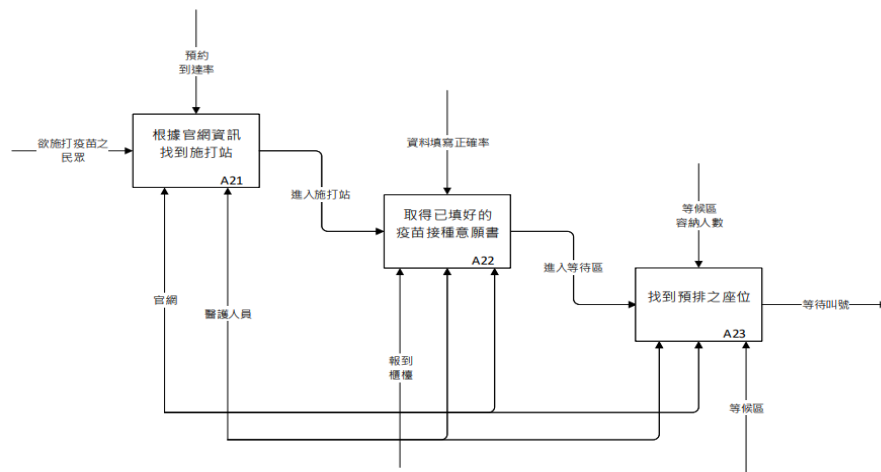 預約
到達率
欲施打疫苗之
民眾
根據官網資訊
找到施打站
A21
資料填寫正確率
進入施打站
取得已填好的
疫苗接種意願書
A22
等候區
容納人數
進入等待區
找到預排之座位
A23
等待叫號
官網
醫護人員
報到
櫃檯
等候區